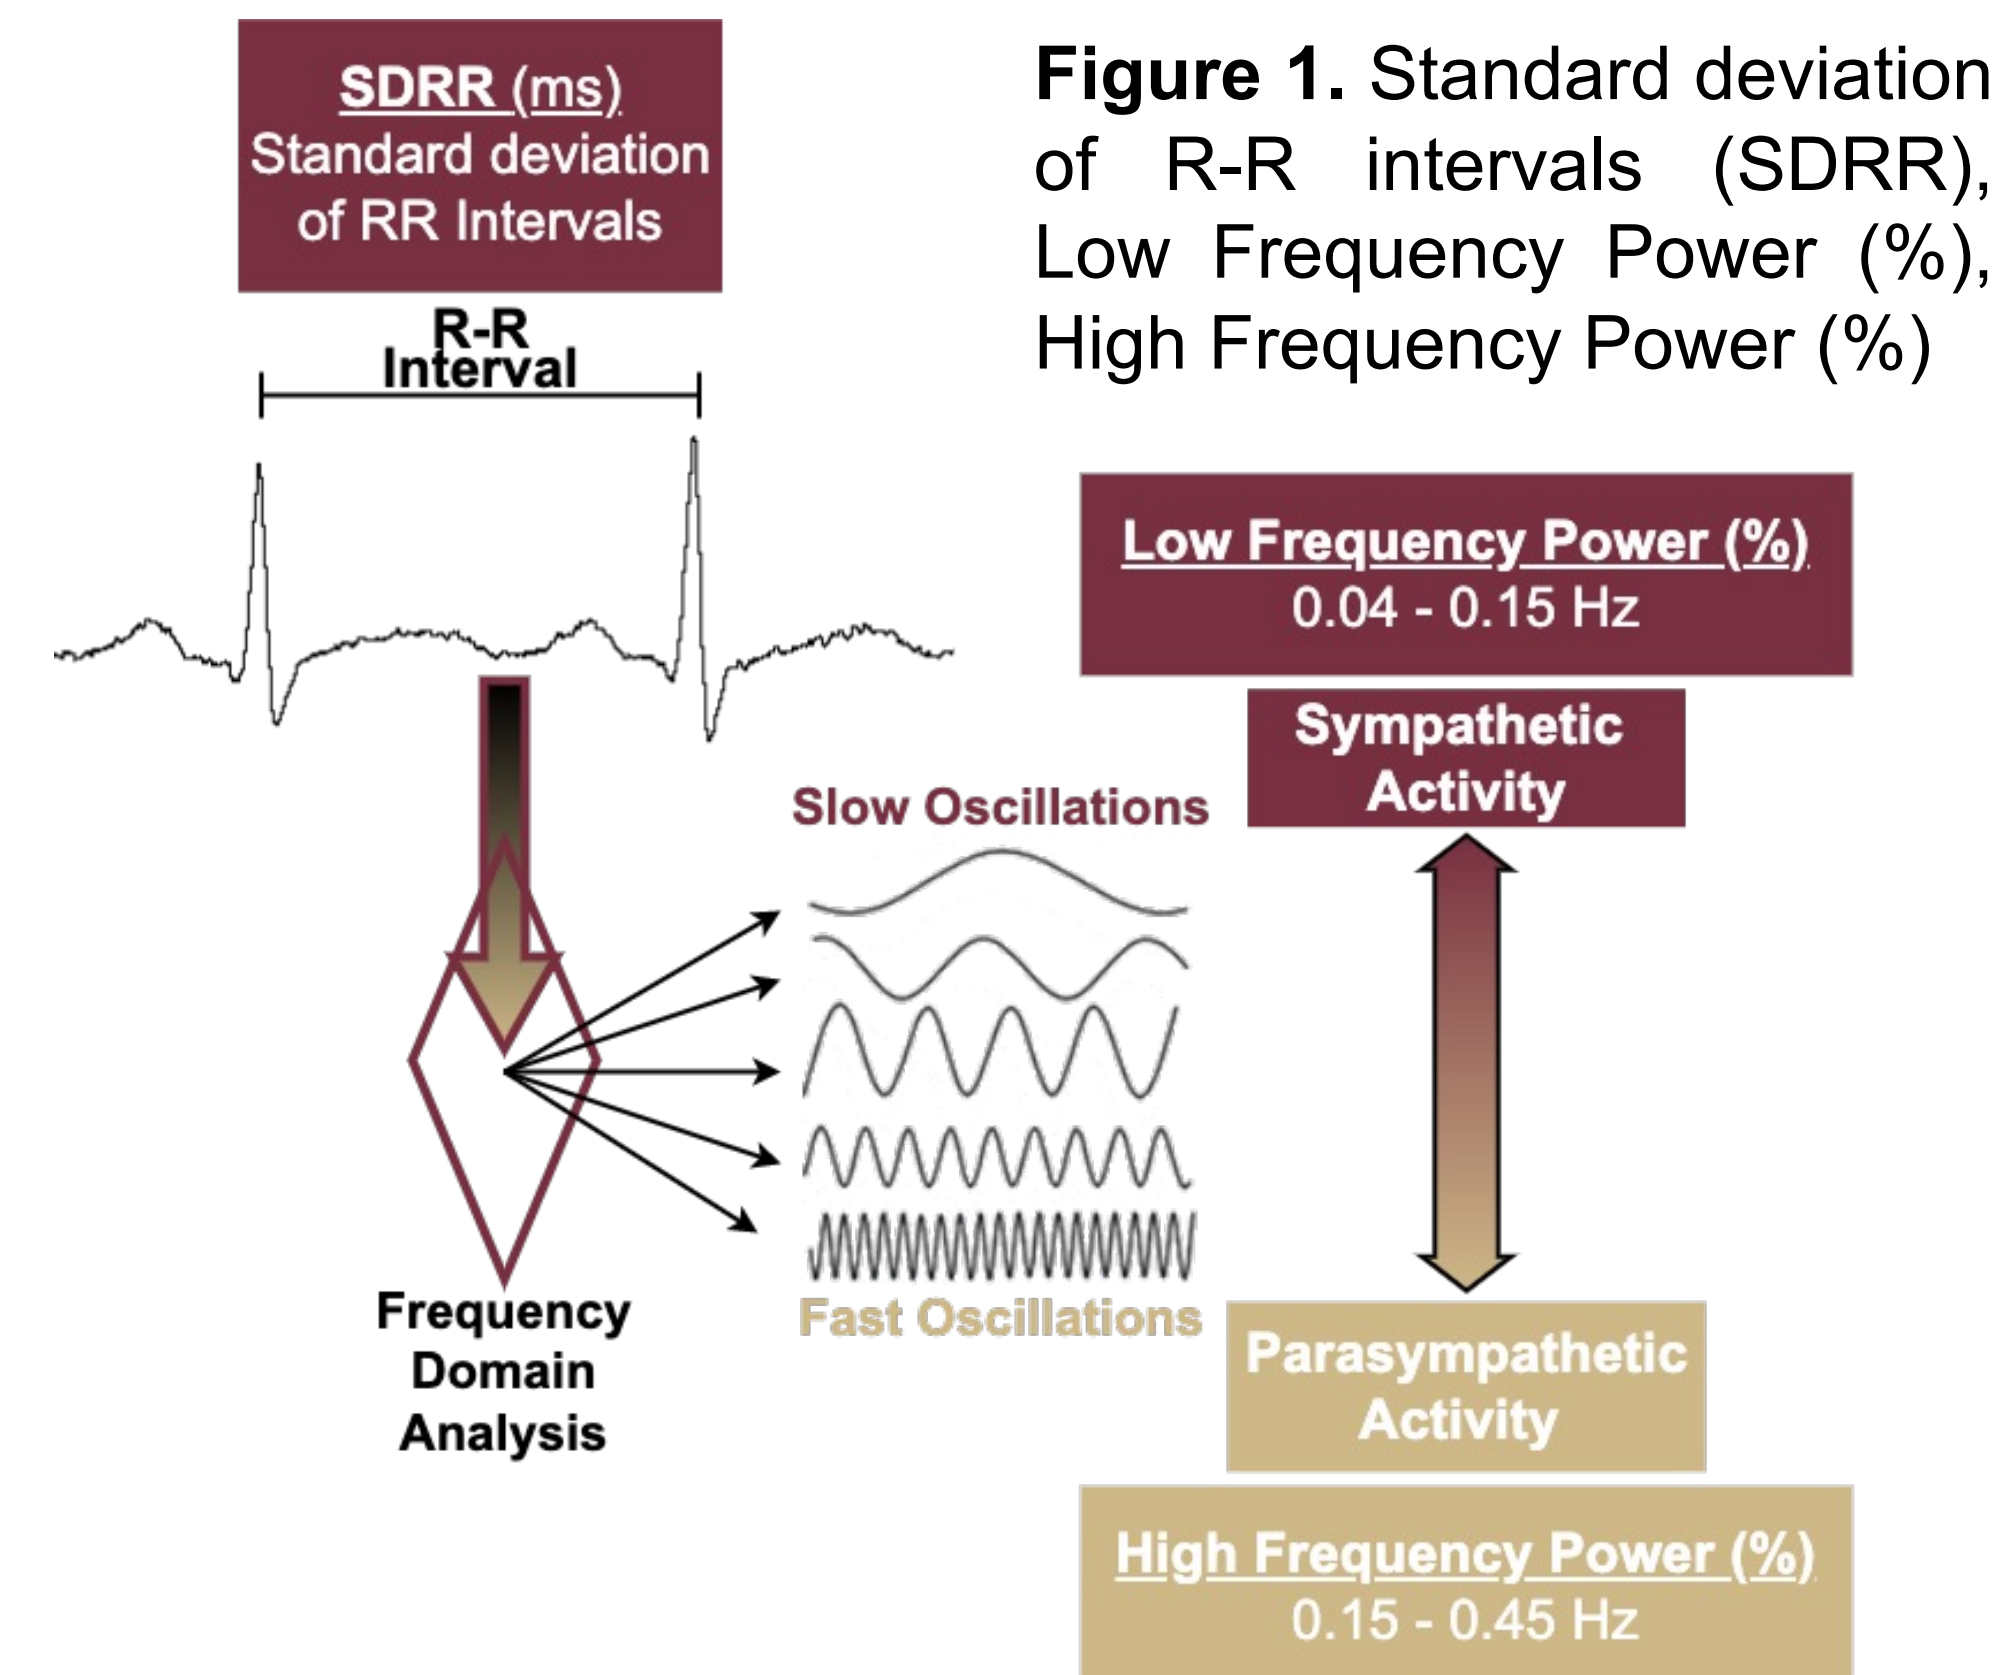 SDRR (ms)
Standard deviation
of RR Intervals
Figure 1. Standard deviation
of R-R intervals (SDRR),
Low Frequency Power (%),
High Frequency Power (%)
R-R
Interval
Low Frequency Power (%)
0.04 - 0.15 Hz
Sympathetic
Activity
Slow Oscillations
Fast Oscillations
Frequency
Domain
Analysis
Parasympathetic
Activity
High Frequency Power (%)
0.15 - 0.45 Hz